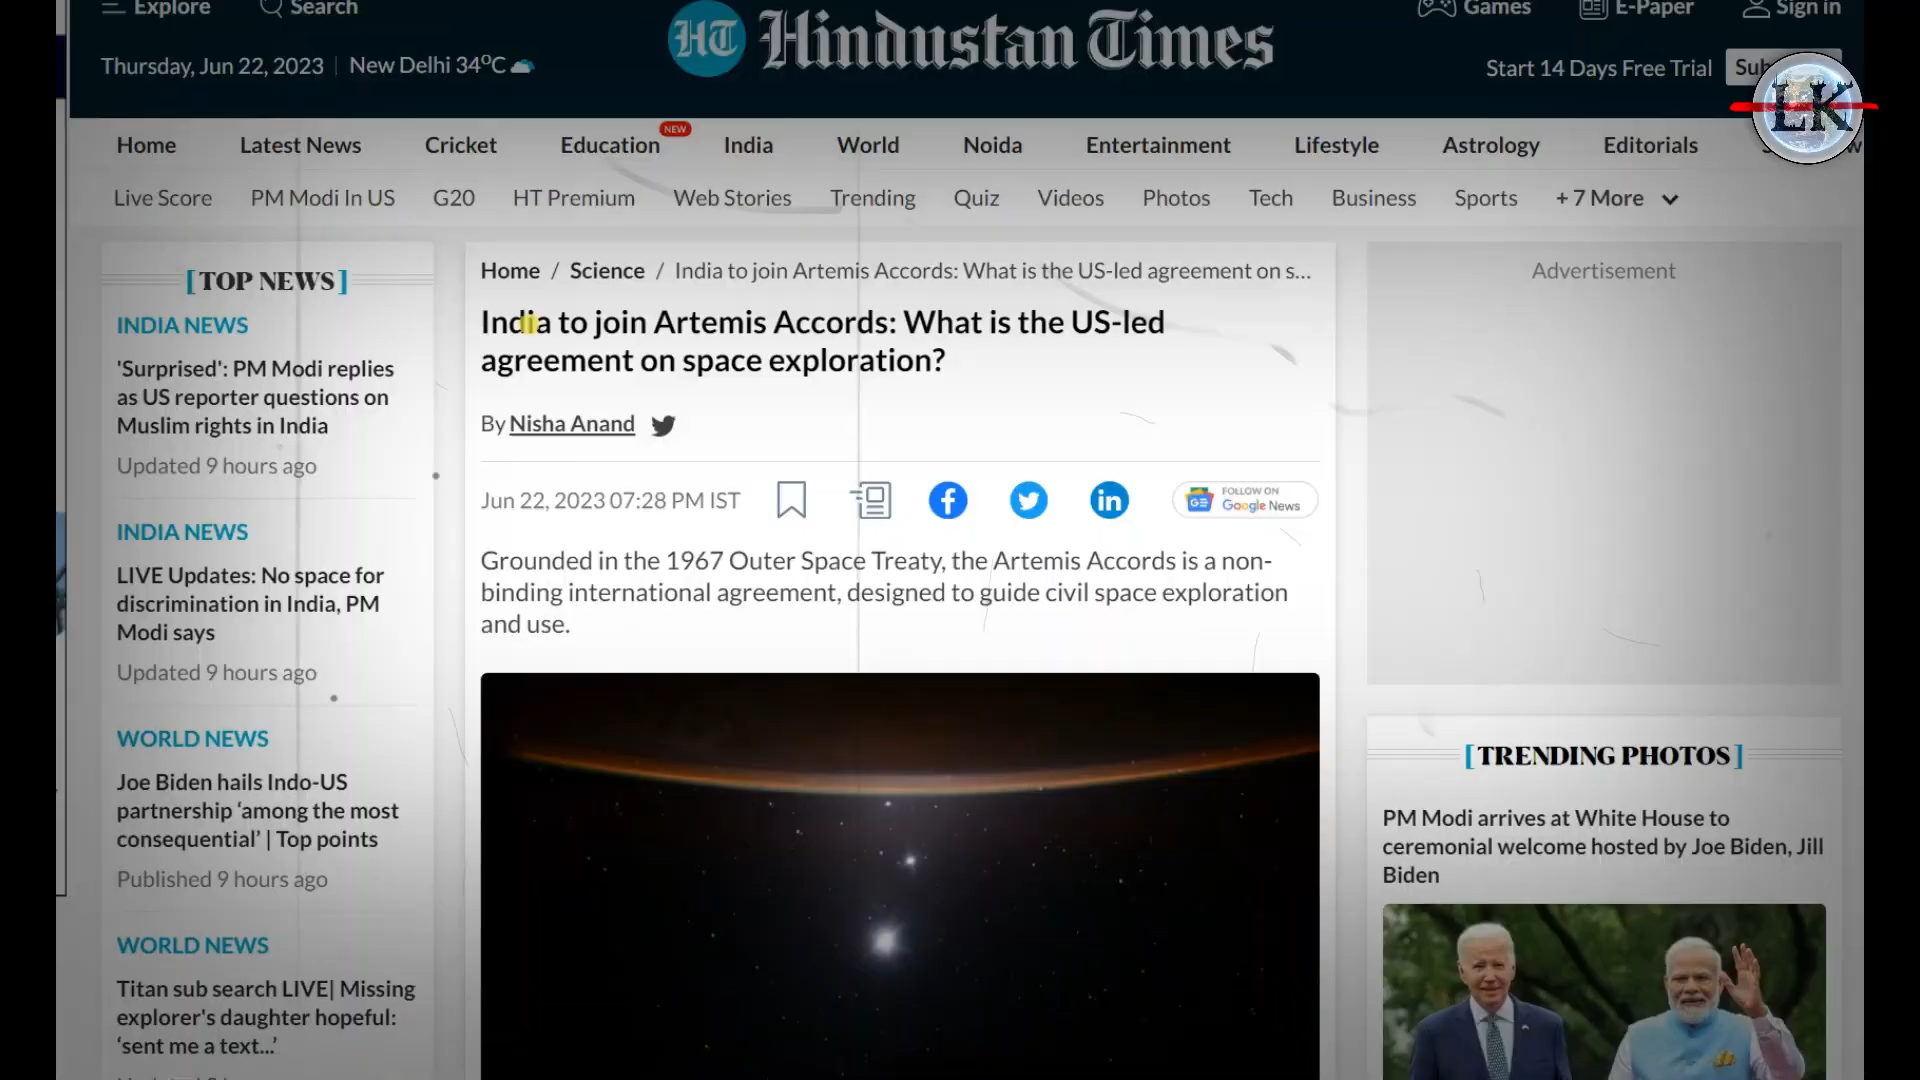 Explore
Search
Games
E-Paper
Sign in
HT
Hindustan Times
Thursday, Jun 22, 2023
New Delhi 34°C
Start 14 Days Free Trial
LK
Home
Latest News
Cricket
Education
NEW
India
World
Noida
Entertainment
Lifestyle
Astrology
Editorials
Live Score
PM Modi In US
G20
HT Premium
Web Stories
Trending
Quiz
Videos
Photos
Tech
Business
Sports
+ 7 More
[TOP NEWS]
INDIA NEWS
'Surprised': PM Modi replies
as US reporter questions on
Muslim rights in India
Updated 9 hours ago
INDIA NEWS
LIVE Updates: No space for
discrimination in India, PM
Modi says
Updated 9 hours ago
WORLD NEWS
Joe Biden hails Indo-US
partnership ‘among the most
consequential’ | Top points
Published 9 hours ago
WORLD NEWS
Titan sub search LIVE| Missing
explorer's daughter hopeful:
‘sent me a text...’
Home / Science / India to join Artemis Accords: What is the US-led agreement on s...
India to join Artemis Accords: What is the US-led
agreement on space exploration?
By Nisha Anand
Jun 22, 2023 07:28 PM IST
FOLLOW ON
Google News
Grounded in the 1967 Outer Space Treaty, the Artemis Accords is a non-
binding international agreement, designed to guide civil space exploration
and use.
Advertisement
[TRENDING PHOTOS]
PM Modi arrives at White House to
ceremonial welcome hosted by Joe Biden, Jill
Biden